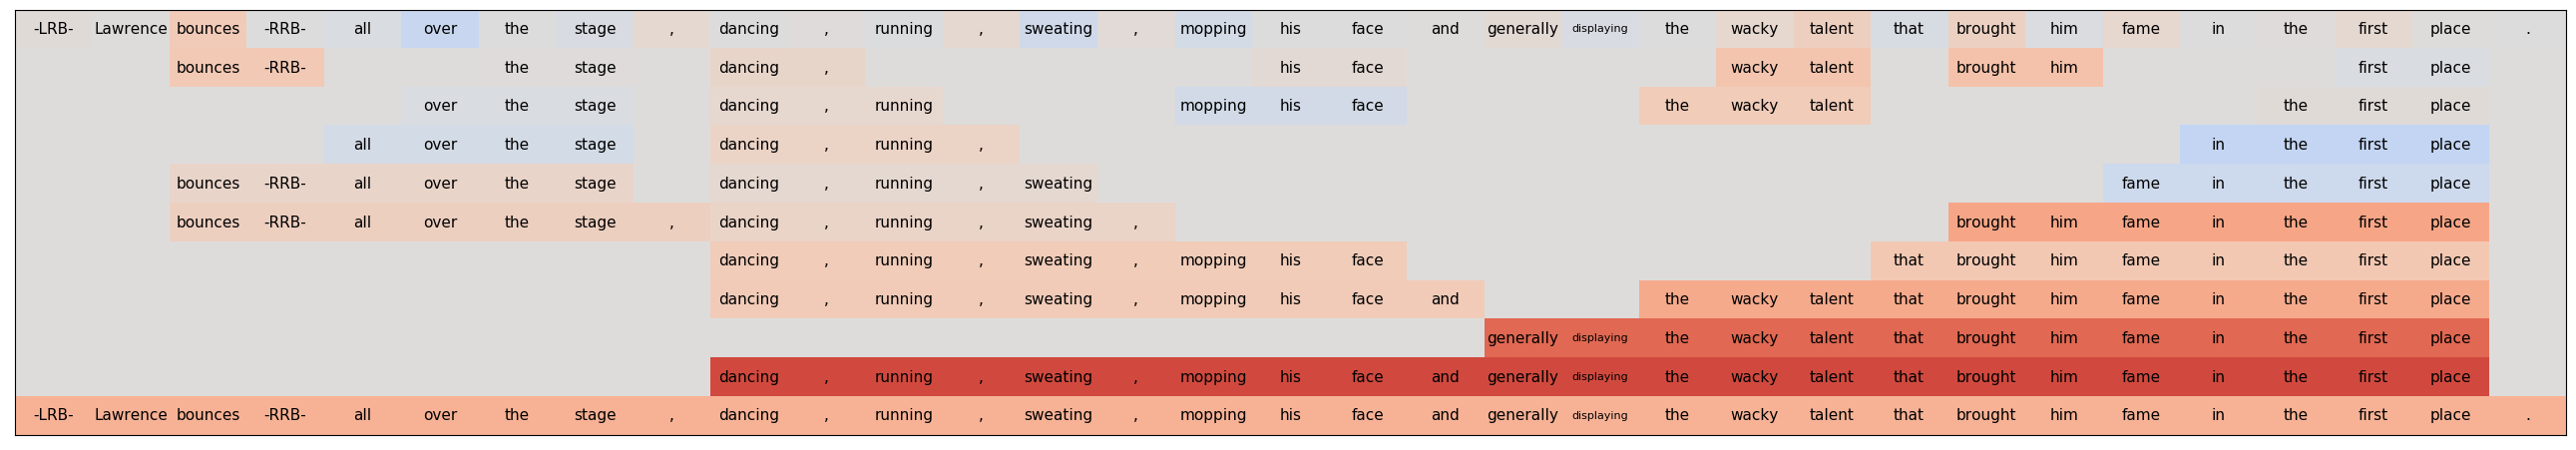 -LRB- Lawrence bounces -RRB- all over the stage , dancing , running , sweating , mopping his face and generally displaying the wacky talent that brought him fame in the first place .
bounces -RRB- the stage dancing , his face wacky talent brought him first place
over the stage dancing , running mopping his face the wacky talent the first place
all over the stage dancing , running , in the first place
bounces -RRB- all over the stage dancing , running , sweating fame in the first place
bounces -RRB- all over the stage , dancing , running , sweating , brought him fame in the first place
dancing , running , sweating , mopping his face that brought him fame in the first place
dancing , running , sweating , mopping his face and the wacky talent that brought him fame in the first place
generally displaying the wacky talent that brought him fame in the first place
dancing , running , sweating , mopping his face and generally displaying the wacky talent that brought him fame in the first place
-LRB- Lawrence bounces -RRB- all over the stage , dancing , running , sweating , mopping his face and generally displaying the wacky talent that brought him fame in the first place .